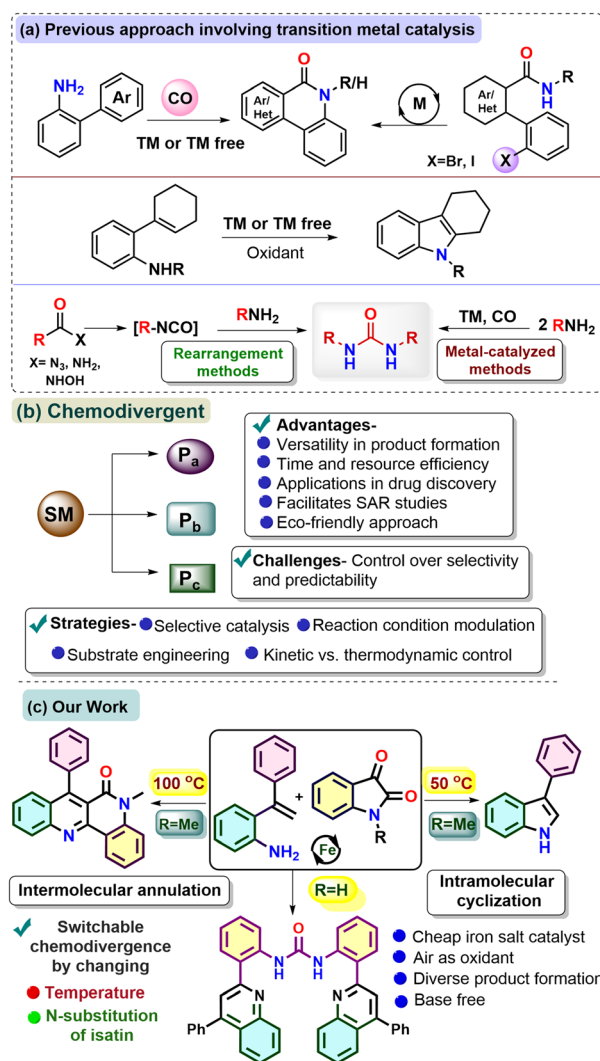 (a) Previous approach involving transition metal catalysis
NH2
Ar
CO
TM or TM free
O
R/H
N
Ar/
Het
M
X=Br, I
O
R
N
H
Ar/
Het
X
NHR
TM or TM free
Oxidant
N
R
O
R
X
X= N3, NH2,
NHOH
[R-NCO]
RNH2
Rearrangement
methods
O
R
R
N
N
H
H
TM, CO
2 RNH2
Metal-catalyzed
methods
(b) Chemodivergent
SM
Pa
Pb
Pc
Advantages-
Versatility in product formation
Time and resource efficiency
Applications in drug discovery
Facilitates SAR studies
Eco-friendly approach
Challenges- Control over selectivity
and predictability
Strategies- Selective catalysis Reaction condition modulation
Substrate engineering Kinetic vs. thermodynamic control
(c) Our Work
O
N
N
100 °C
R=Me
Intermolecular annulation
NH2
+
O
O
N
R
Fe
R=H
50 °C
R=Me
N
H
Intramolecular
cyclization
Switchable
chemodivergence
by changing
Temperature
N-substitution
of isatin
O
N
H
N
H
N
N
Ph
Ph
Cheap iron salt catalyst
Air as oxidant
Diverse product formation
Base free